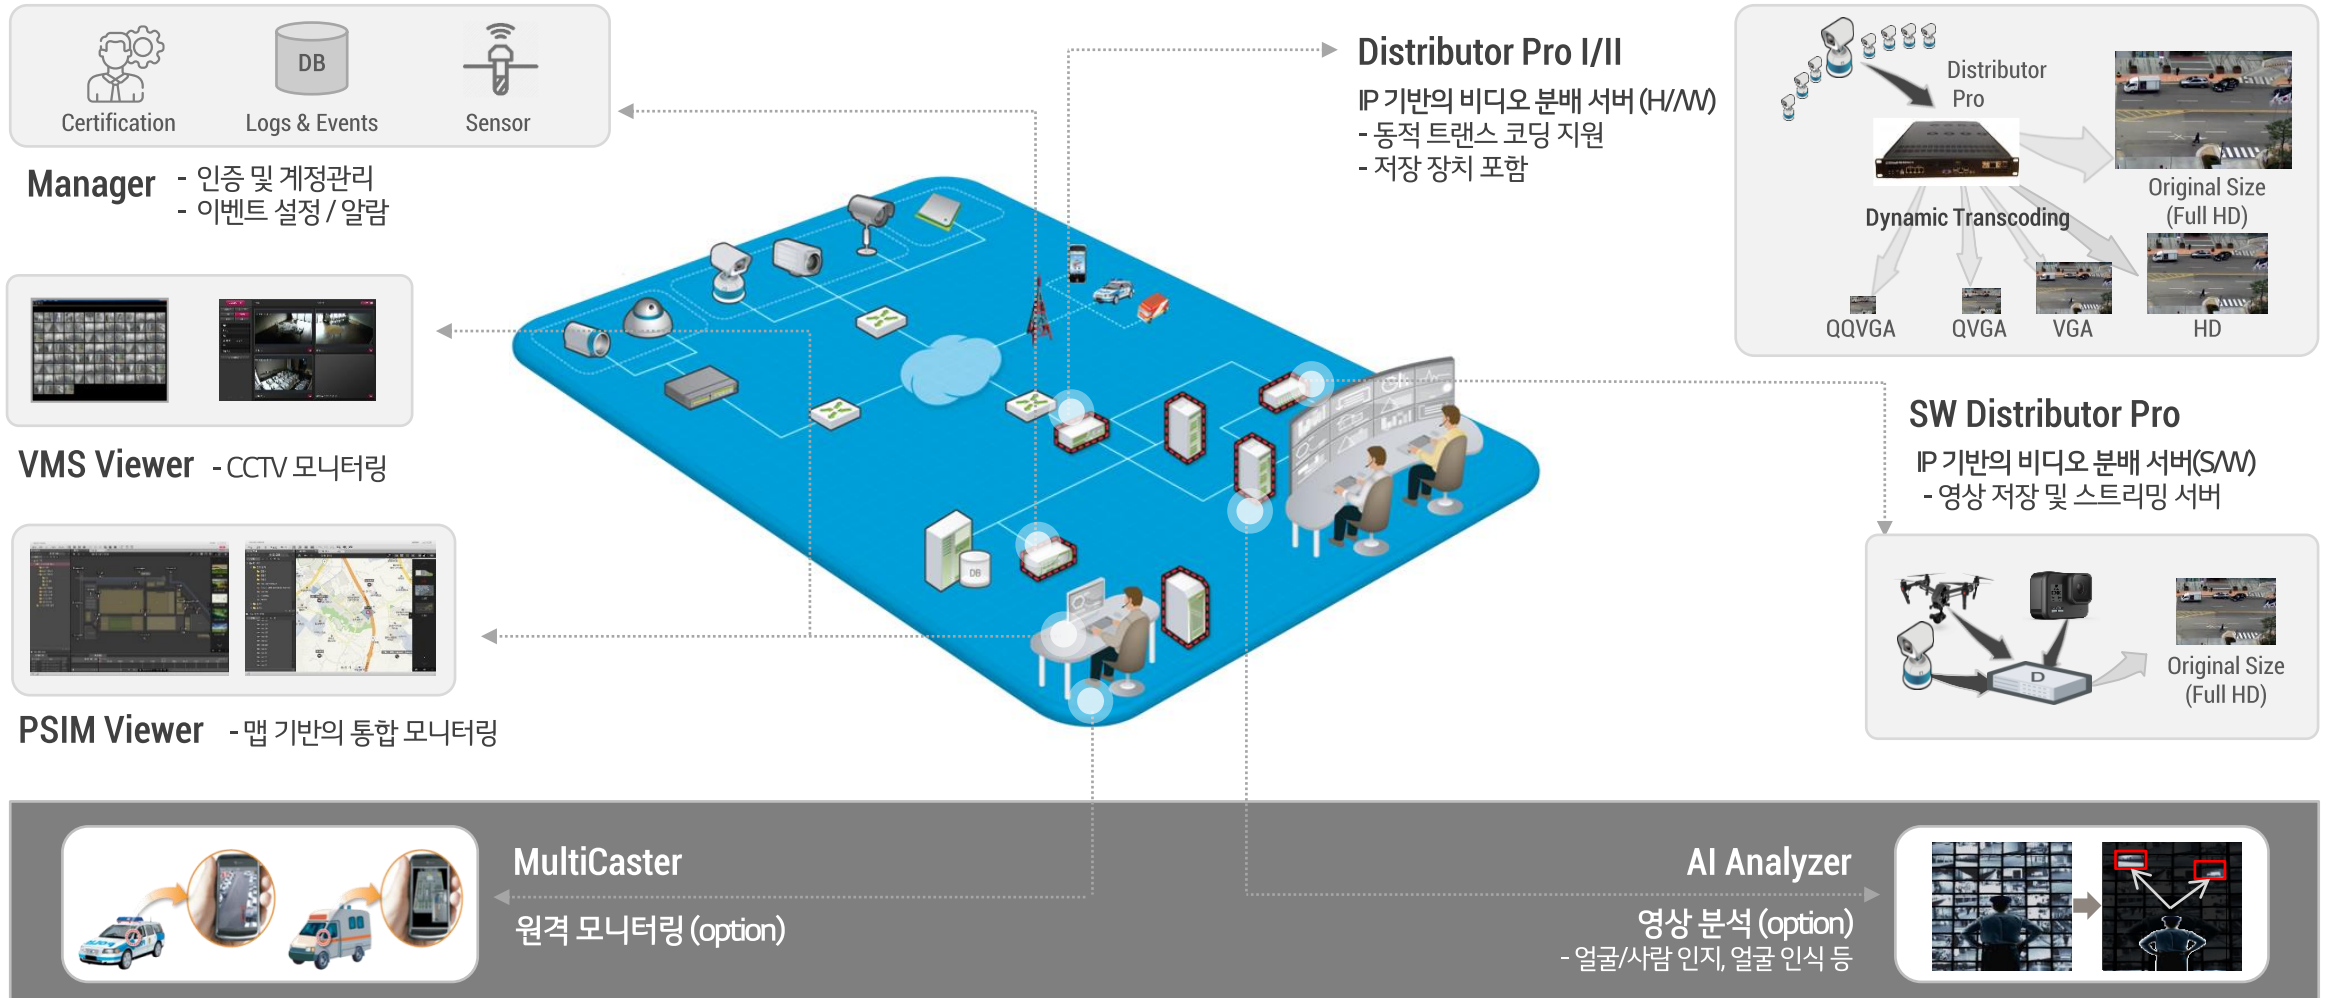 Certification
DB
Logs & Events
Sensor
Manager
- 인증 및 계정관리
- 이벤트 설정 / 알람
VMS Viewer
- CCTV 모니터링
PSIM Viewer
- 맵 기반의 통합 모니터링
Distributor Pro I/II
IP 기반의 비디오 분배 서버 (H/W)
- 동적 트랜스 코딩 지원
- 저장 장치 포함
Distributor
Pro
Dynamic Transcoding
Original Size
(Full HD)
QQVGA
QVGA
VGA
HD
SW Distributor Pro
IP 기반의 비디오 분배 서버(S/W)
- 영상 저장 및 스트리밍 서버
D
Original Size
(Full HD)
DB
MultiCaster
원격 모니터링 (option)
AI Analyzer
영상 분석 (option)
- 얼굴/사람 인지, 얼굴 인식 등